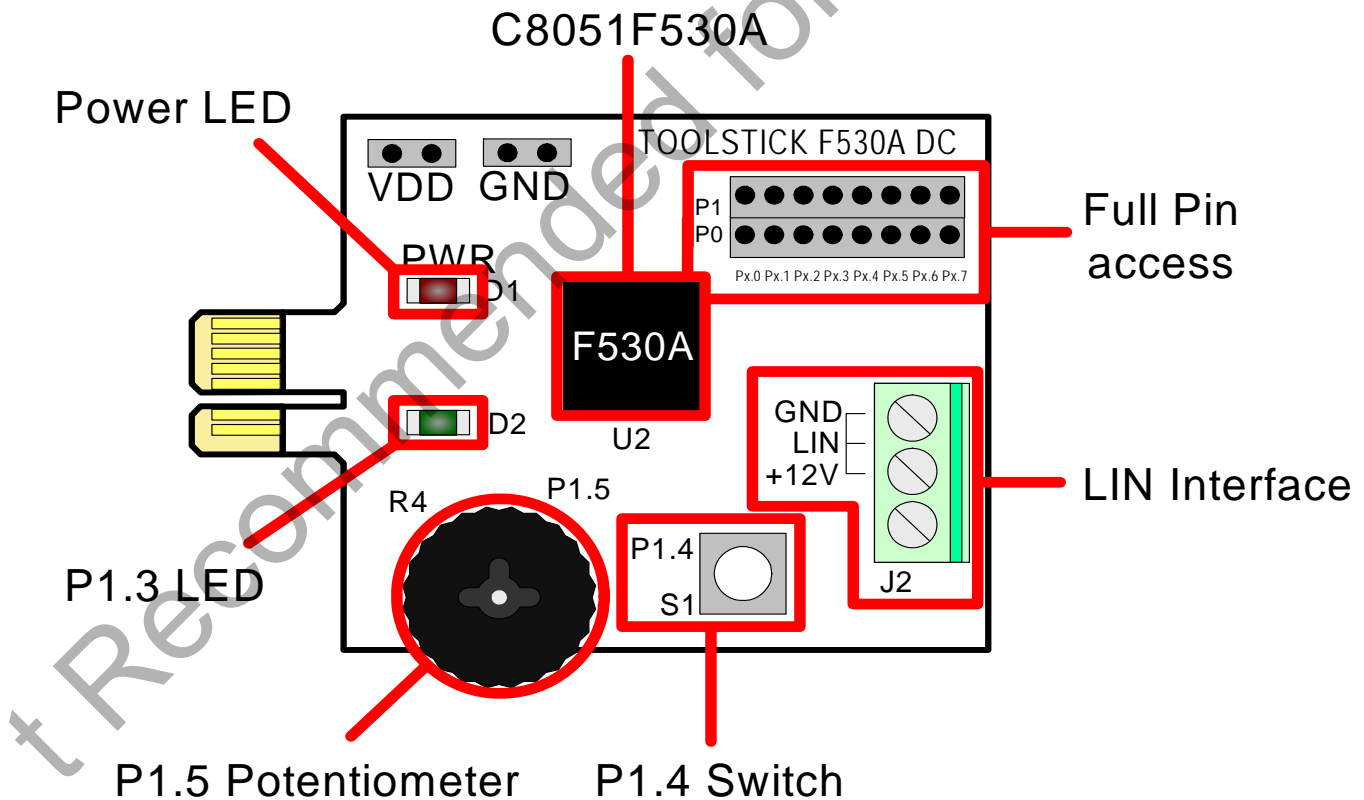 C8051F530A
Power LED
TOOLSTICK F530A DC
VDD GND
P1
P0
Full Pin
access
PWR
Px.0 Px.1 Px.2 Px.3 Px.4 Px.5 Px.6 Px.7
D1
F530A
GND
LIN
+12V
D2
U2
LIN Interface
R4
P1.5
P1.4
S1
J2
P1.3 LED
P1.5 Potentiometer
P1.4 Switch
t Recommended for